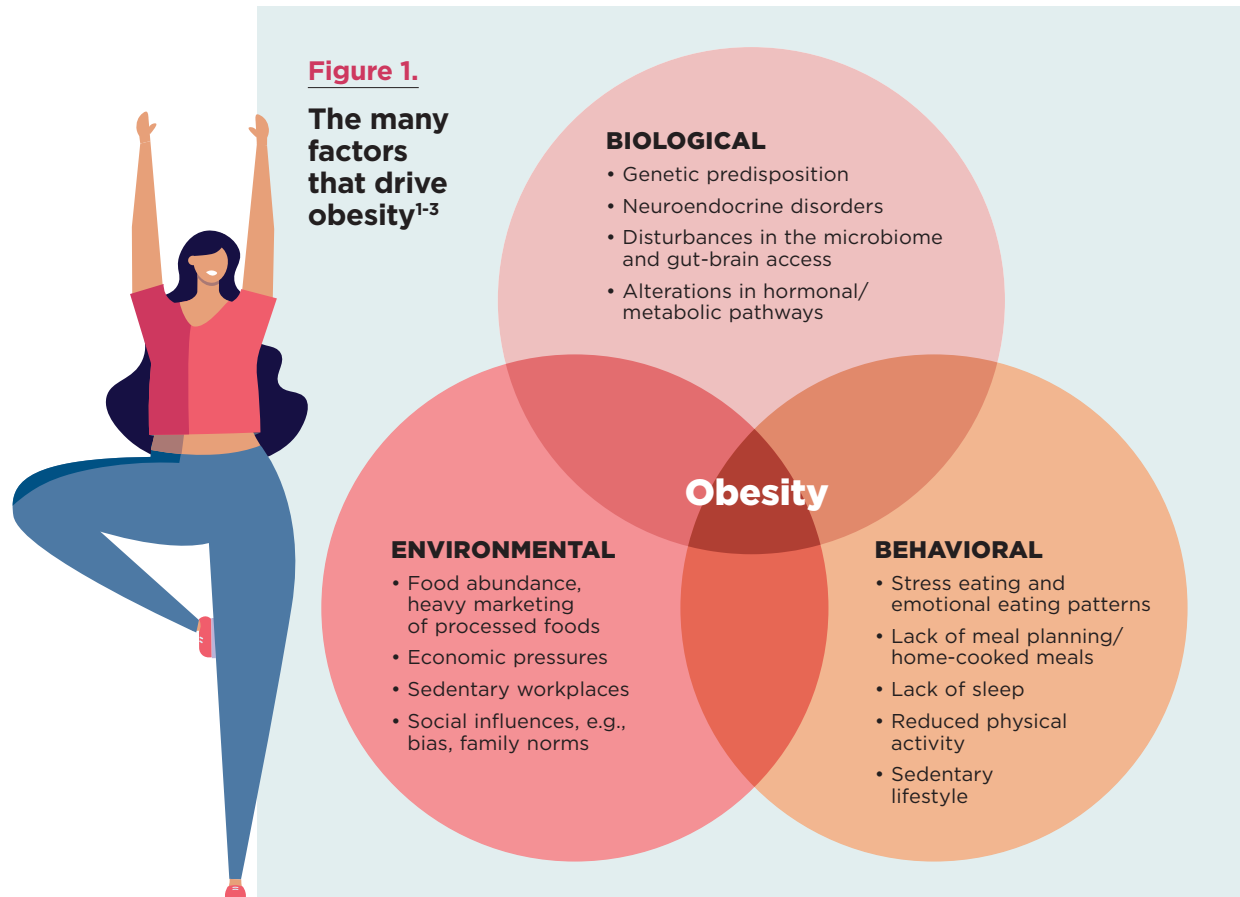 Figure 1.
The many
factors
that drive
obesity1-3
BIOLOGICAL
• Genetic predisposition
• Neuroendocrine disorders
• Disturbances in the microbiome
and gut-brain access
• Alterations in hormonal/
metabolic pathways
Obesity
ENVIRONMENTAL
• Food abundance,
heavy marketing
of processed foods
• Economic pressures
• Sedentary workplaces
• Social influences, e.g.,
bias, family norms
BEHAVIORAL
• Stress eating and
emotional eating patterns
• Lack of meal planning/
home-cooked meals
• Lack of sleep
• Reduced physical
activity
• Sedentary
lifestyle